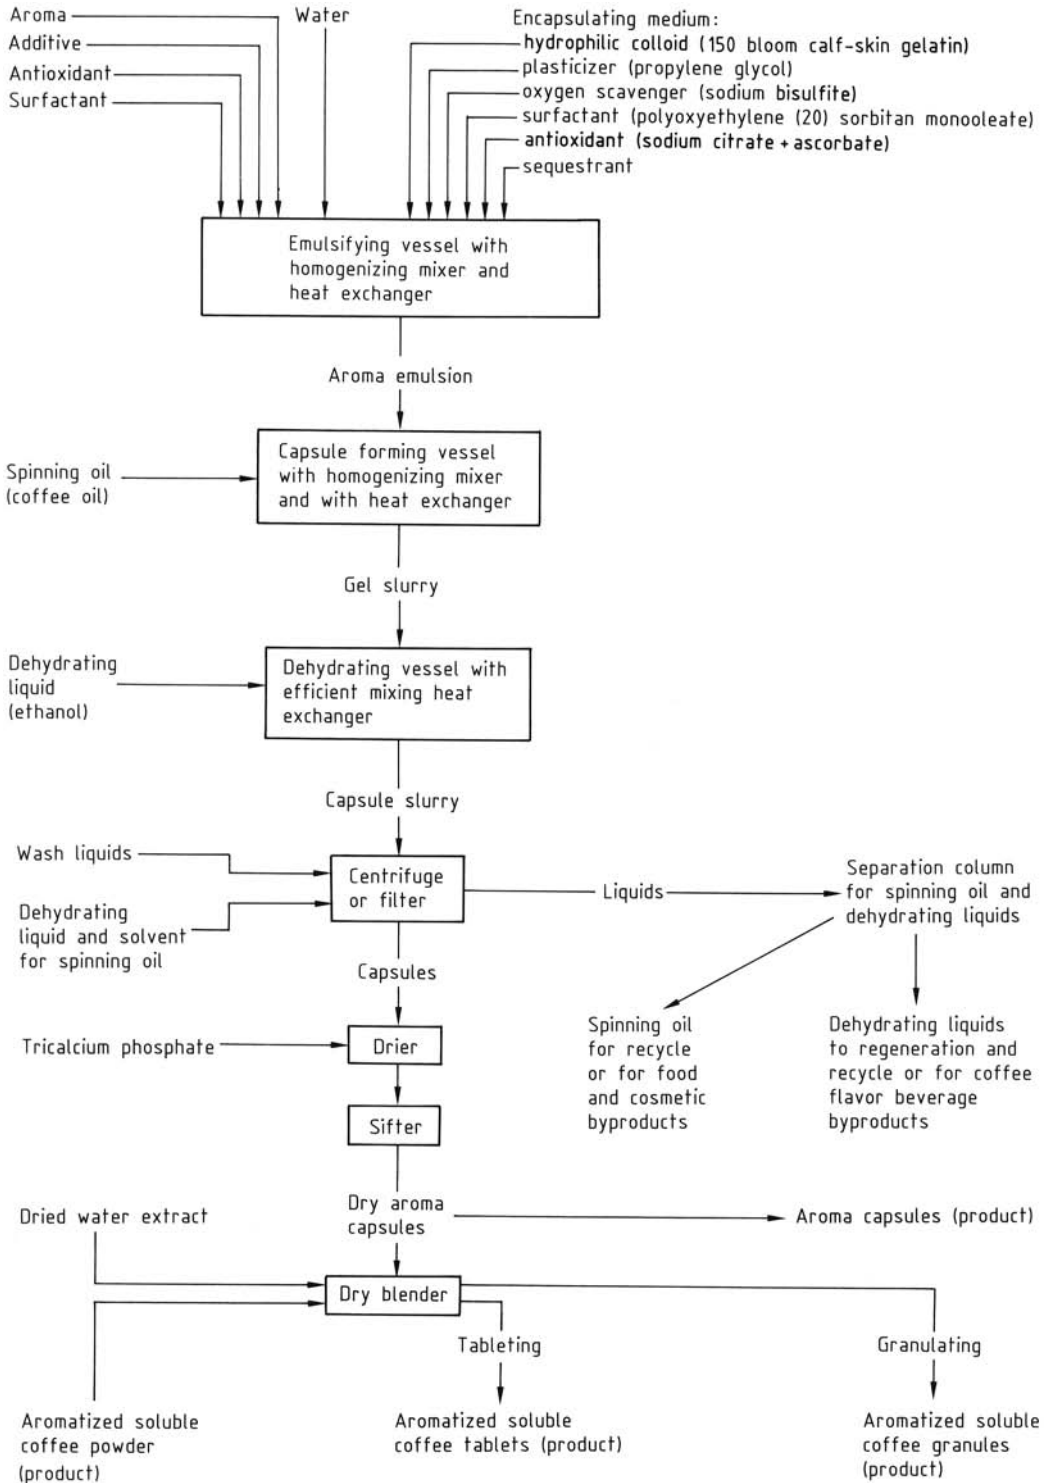 Aroma
Additive
Antioxidant
Surfactant
Water
Encapsulating medium:
hydrophilic colloid (150 bloom calf-skin gelatin)
plasticizer (propylene glycol)
oxygen scavenger (sodium bisulfite)
surfactant (polyoxyethylene (20) sorbitan monooleate)
antioxidant (sodium citrate + ascorbate)
sequestrant
Emulsifying vessel with
homogenizing mixer and
heat exchanger
Aroma emulsion
Spinning oil
(coffee oil)
Capsule forming vessel
with homogenizing mixer
and with heat exchanger
Gel slurry
Dehydrating
liquid
(ethanol)
Dehydrating vessel with
efficient mixing heat
exchanger
Capsule slurry
Wash liquids
Dehydrating
liquid and solvent
for spinning oil
Centrifuge
or filter
Liquids
Separation column
for spinning oil and
dehydrating liquids
Capsules
Spinning oil
for recycle
or for food
and cosmetic
byproducts
Dehydrating liquids
to regeneration and
recycle or for coffee
flavor beverage
byproducts
Tricalcium phosphate
Drier
Sifter
Dried water extract
Dry aroma
capsules
Aroma capsules (product)
Dry blender
Tableting
Granulating
Aromatized soluble
coffee powder
(product)
Aromatized soluble
coffee tablets (product)
Aromatized soluble
coffee granules
(product)